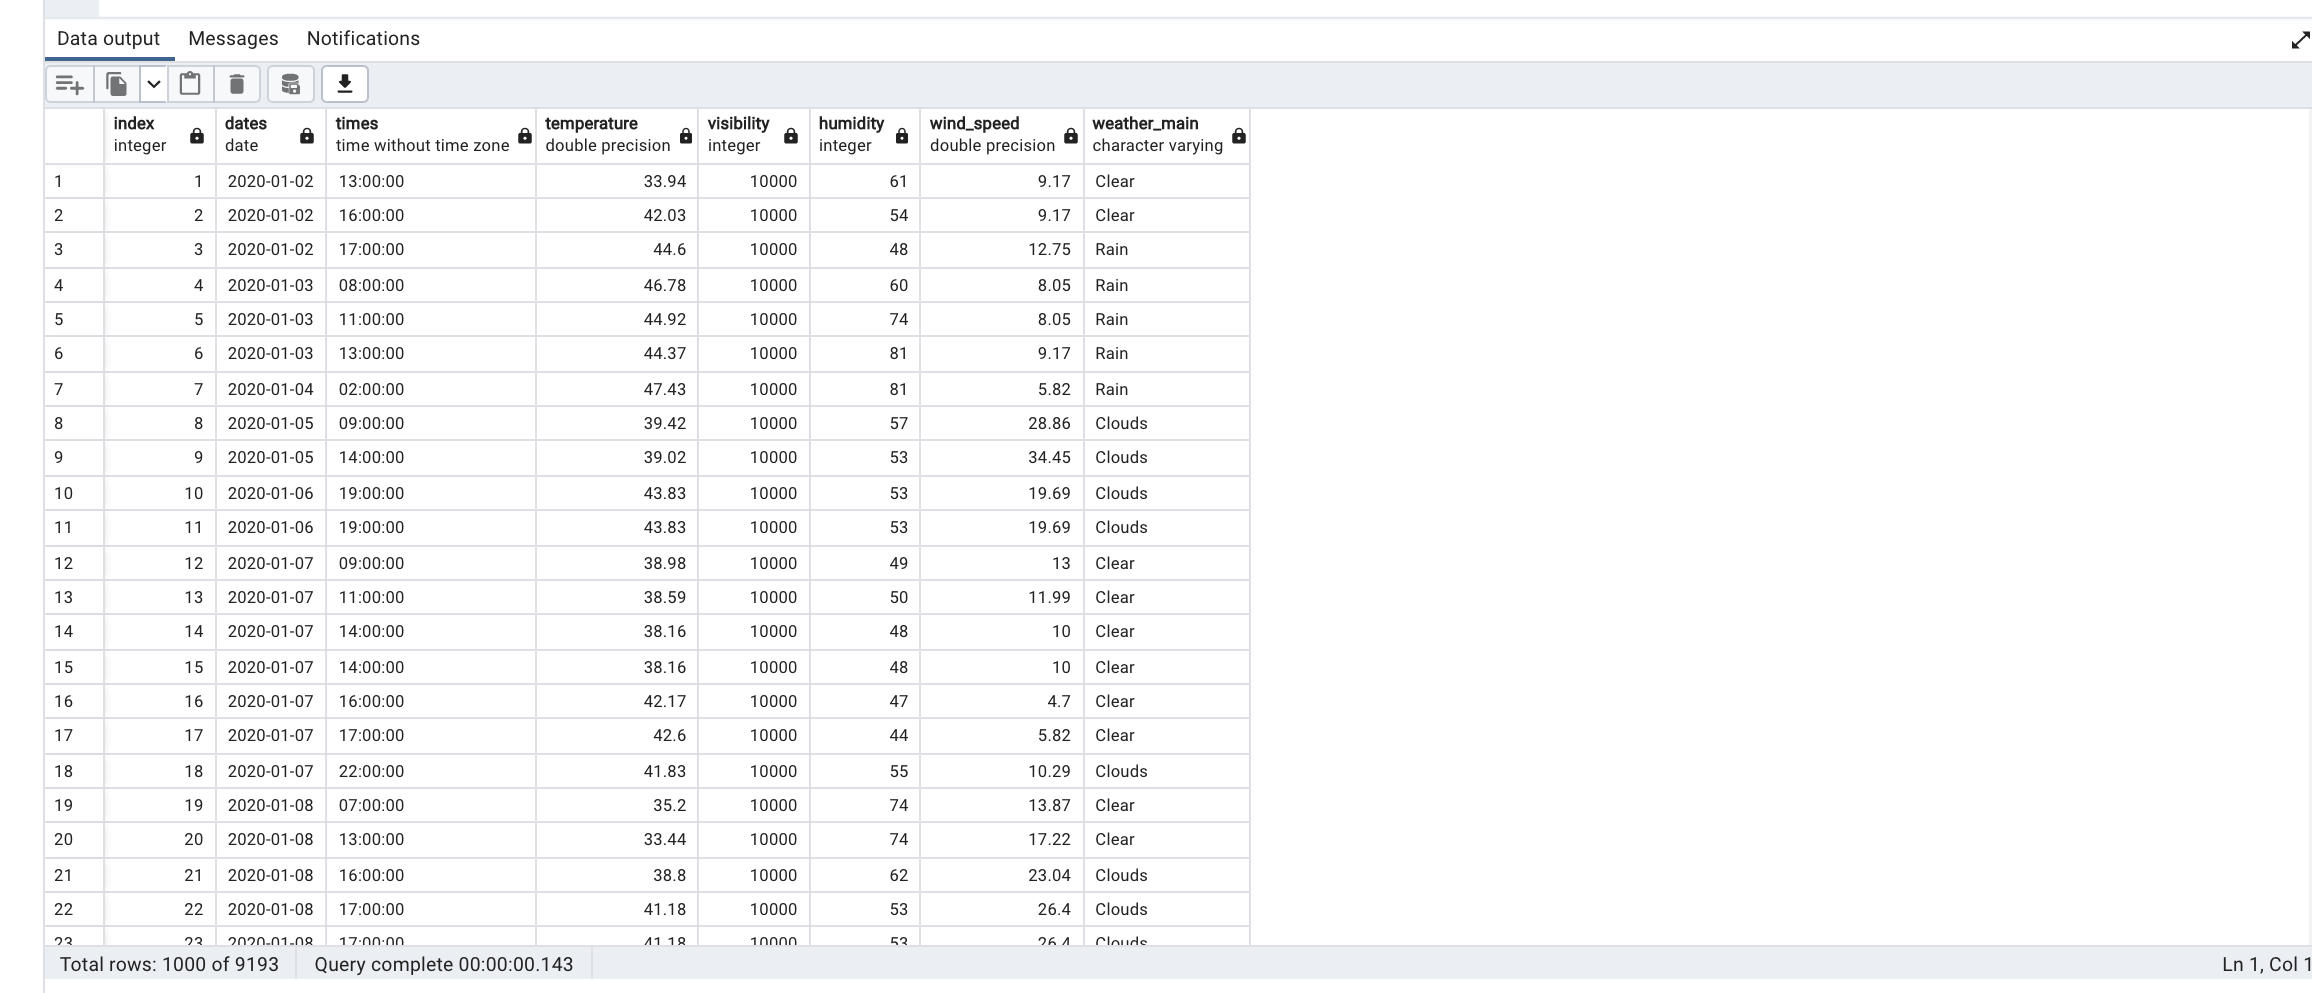 Data output Messages Notifications
index dates times temperature visibility humidity wind_speed weather_main
integer date time without time zone double precision integer integer double precision character varying
1 1 2020-01-02 13:00:00 33.94 10000 61 9.17 Clear
2 2 2020-01-02 16:00:00 42.03 10000 54 9.17 Clear
3 3 2020-01-02 17:00:00 44.6 10000 48 12.75 Rain
4 4 2020-01-03 08:00:00 46.78 10000 60 8.05 Rain
5 5 2020-01-03 11:00:00 44.92 10000 74 8.05 Rain
6 6 2020-01-03 13:00:00 44.37 10000 81 9.17 Rain
7 7 2020-01-04 02:00:00 47.43 10000 81 5.82 Rain
8 8 2020-01-05 09:00:00 39.42 10000 57 28.86 Clouds
9 9 2020-01-05 14:00:00 39.02 10000 53 34.45 Clouds
10 10 2020-01-06 19:00:00 43.83 10000 53 19.69 Clouds
11 11 2020-01-06 19:00:00 43.83 10000 53 19.69 Clouds
12 12 2020-01-07 09:00:00 38.98 10000 49 13 Clear
13 13 2020-01-07 11:00:00 38.59 10000 50 11.99 Clear
14 14 2020-01-07 14:00:00 38.16 10000 48 10 Clear
15 15 2020-01-07 14:00:00 38.16 10000 48 10 Clear
16 16 2020-01-07 16:00:00 42.17 10000 47 4.7 Clear
17 17 2020-01-07 17:00:00 42.6 10000 44 5.82 Clear
18 18 2020-01-07 22:00:00 41.83 10000 55 10.29 Clouds
19 19 2020-01-08 07:00:00 35.2 10000 74 13.87 Clear
20 20 2020-01-08 13:00:00 33.44 10000 74 17.22 Clear
21 21 2020-01-08 16:00:00 38.8 10000 62 23.04 Clouds
22 22 2020-01-08 17:00:00 41.18 10000 53 26.4 Clouds
23 23 2020-01-08 17:00:00 41.18 10000 53 26.4 Clouds
Total rows: 1000 of 9193 Query complete 00:00:00.143 Ln 1, Col 1